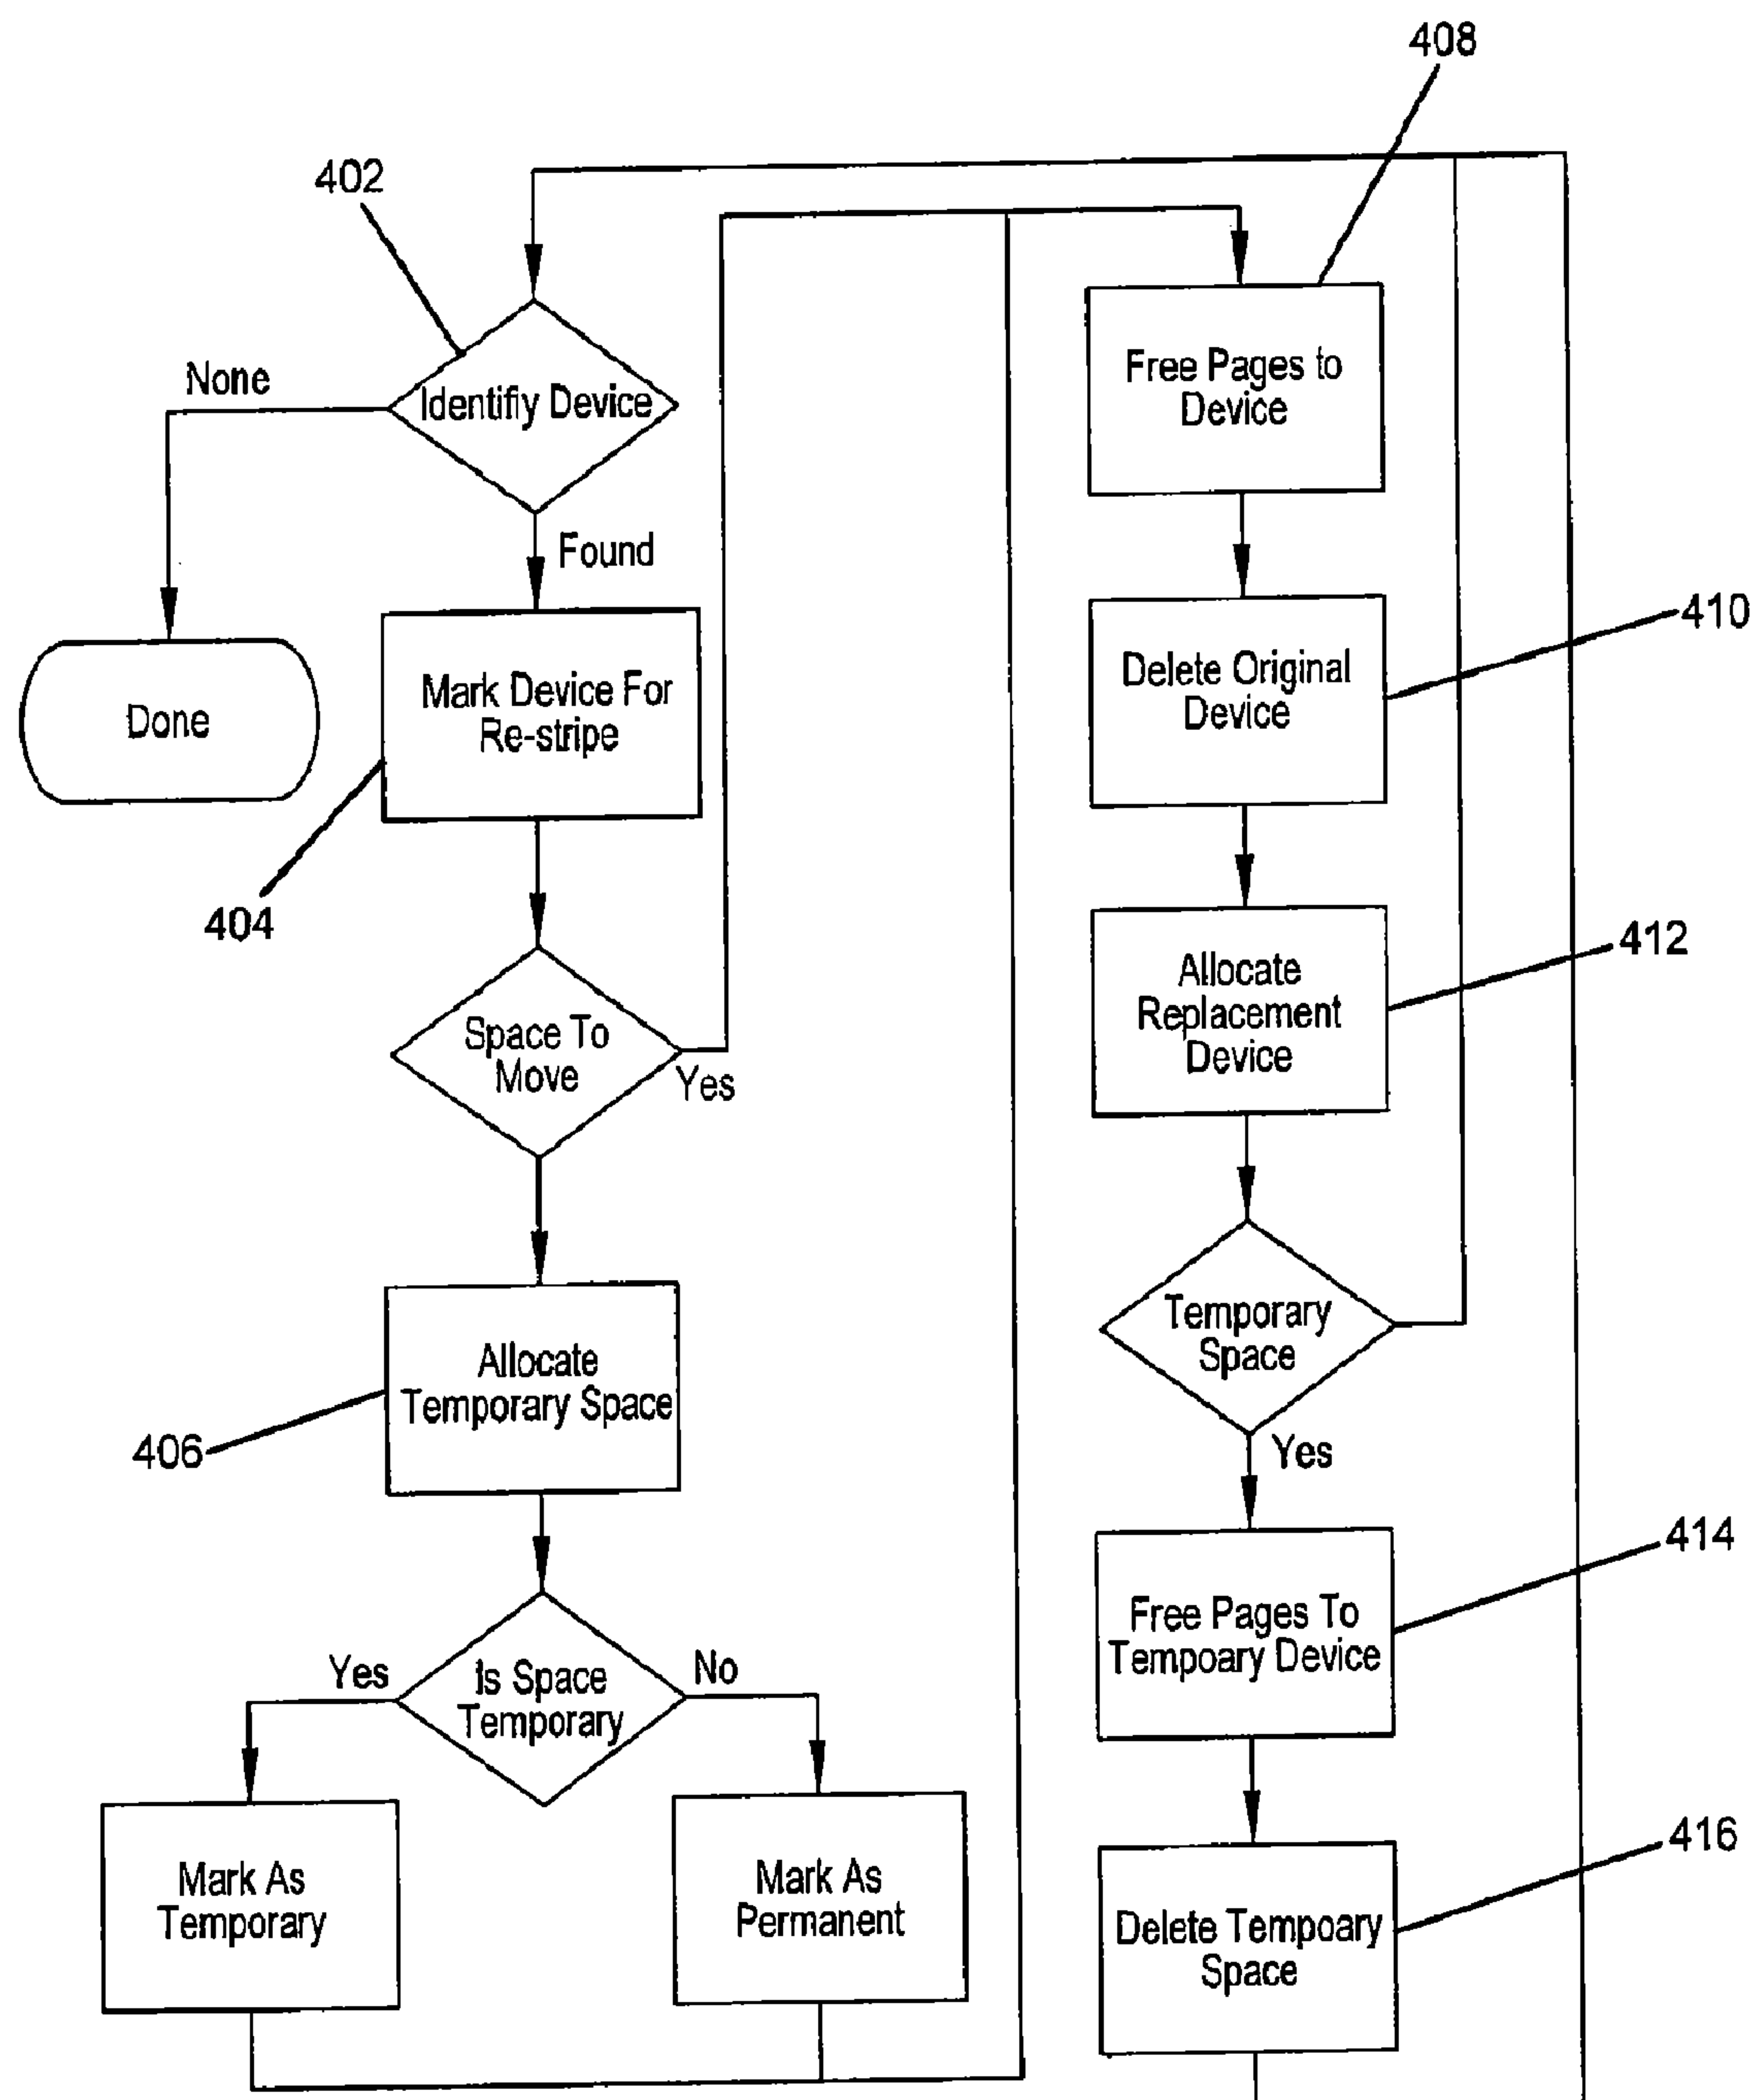 408
402
None
Identifiy Device
Found
Done
Mark Device For
Re-stripe
404
Space To
Move
Yes
Allocate
Temporary Space
406
Is Space
Temporary
Yes
No
Mark As
Temporary
Mark As
Permanent
Free Pages to
Device
Delete Original
Device
410
Allocate
Replacement
Device
412
Temporary
Space
Yes
Free Pages To
Tempoary Device
414
Delete Tempoary
Space
416